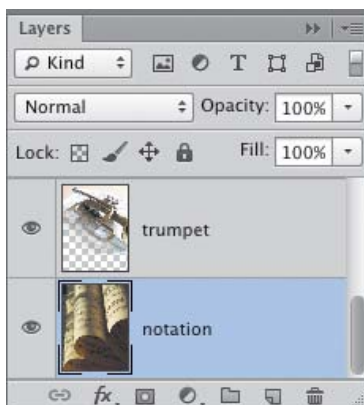 Layers
Kind T
Normal Opacity: 100%
Lock: Fill: 100%
trumpet
notation
fx